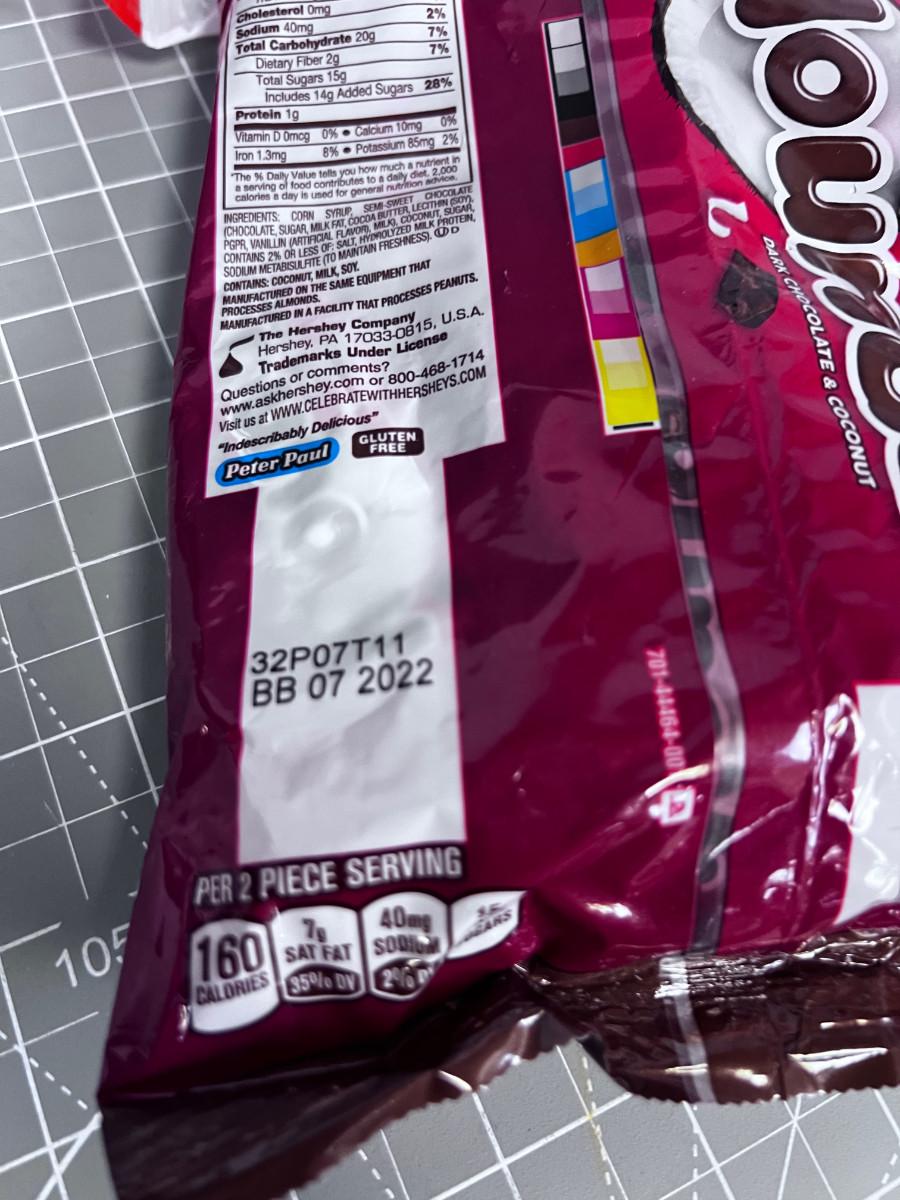 Cholesterol 0mg
Sodium 40mg 2%
Total Carbohydrate 20g 7%
Dietary Fiber 2g 7%
Total Sugars 15g
Includes 14g Added Sugars 28%
Protein 1g
Vitamin D 0mcg 0% • Calcium 10mg 0%
Iron 1.3mg 8% • Potassium 85mg 2%
*The % Daily Value tells you how much a nutrient in
a serving of food contributes to a daily diet. 2,000
calories a day is used for general nutrition advice.
INGREDIENTS: CORN SYRUP, SEMI-SWEET CHOCOLATE
(CHOCOLATE, SUGAR, MILK FAT, COCOA BUTTER, LECITHIN (SOY),
PGPR, VANILLIN (ARTIFICIAL FLAVOR), MILK), COCONUT, SUGAR,
CONTAINS 2% OR LESS OF: SALT, HYDROLYZED MILK PROTEIN,
SODIUM METABISULFITE (TO MAINTAIN FRESHNESS). Ⓤ D
CONTAINS: COCONUT, MILK, SOY.
MANUFACTURED ON THE SAME EQUIPMENT THAT
PROCESSES ALMONDS.
MANUFACTURED IN A FACILITY THAT PROCESSES PEANUTS.
The Hershey Company
Hershey, PA 17033-0815, U.S.A.
Trademarks Under License
Questions or comments?
www.askhershey.com or 800-468-1714
Visit us at WWW.CELEBRATEWITHHERSHEYS.COM
"Indescribably Delicious"
Peter Paul
GLUTEN
FREE
32P07T11
BB 07 2022
PER 2 PIECE SERVING
160
CALORIES
7g
SAT FAT
35% DV
40mg
SODIUM
2% DV
DARK CHOCOLATE & COCONUT
105